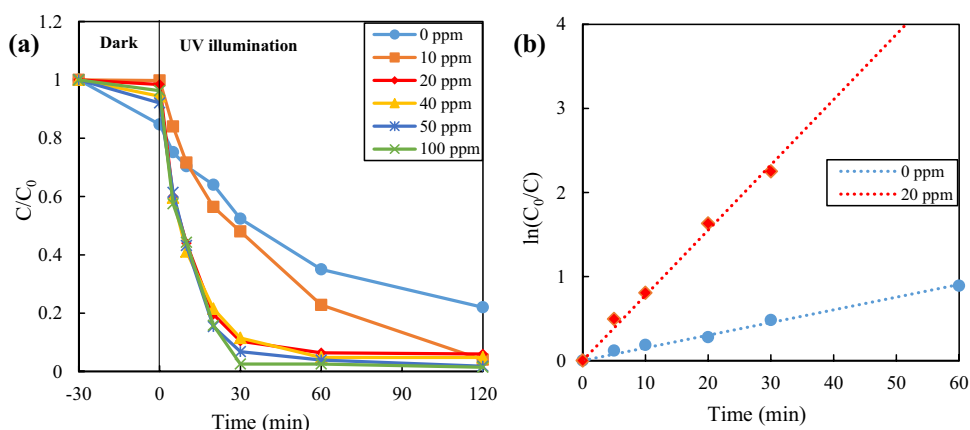 (a)
Dark
UV illumination
0 ppm
10 ppm
20 ppm
40 ppm
50 ppm
100 ppm
1.2
1
0.8
0.6
0.4
0.2
0
C/C₀
-30 0 30 60 90 120
Time (min)
(b)
0 ppm
20 ppm
4
3
2
1
0
ln(C₀/C)
0 10 20 30 40 50 60
Time (min)